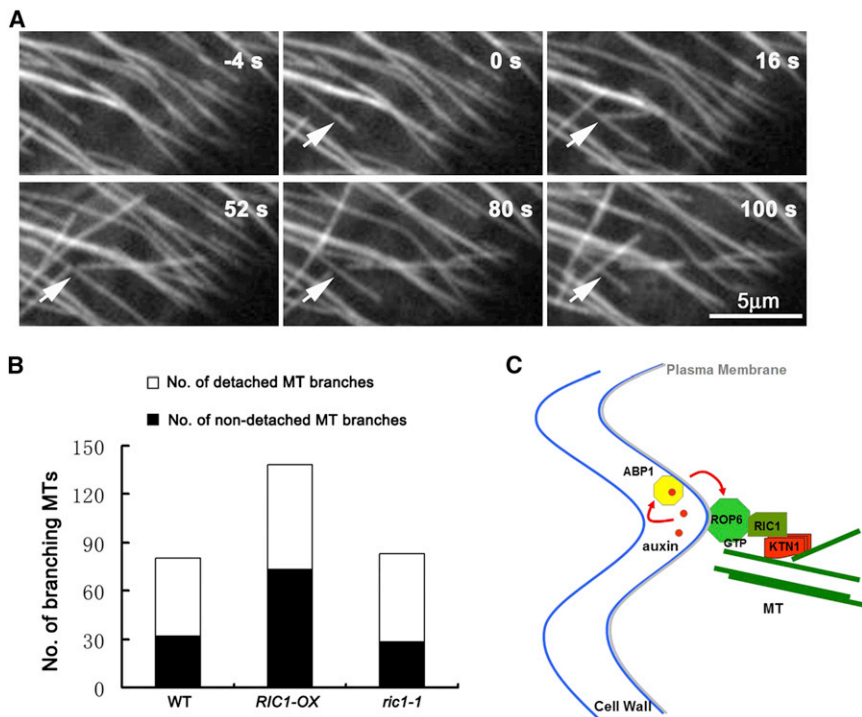 A
-4 s
0 s
16 s
52 s
80 s
100 s
5μm
B
No. of detached MT branches
No. of non-detached MT branches
No. of branching MTs
150
120
90
60
30
0
WT
RIC1-OX
ric1-1
C
Plasma Membrane
ABP1
ROP6
RIC1
GTP
KTN1
auxin
MT
Cell Wall